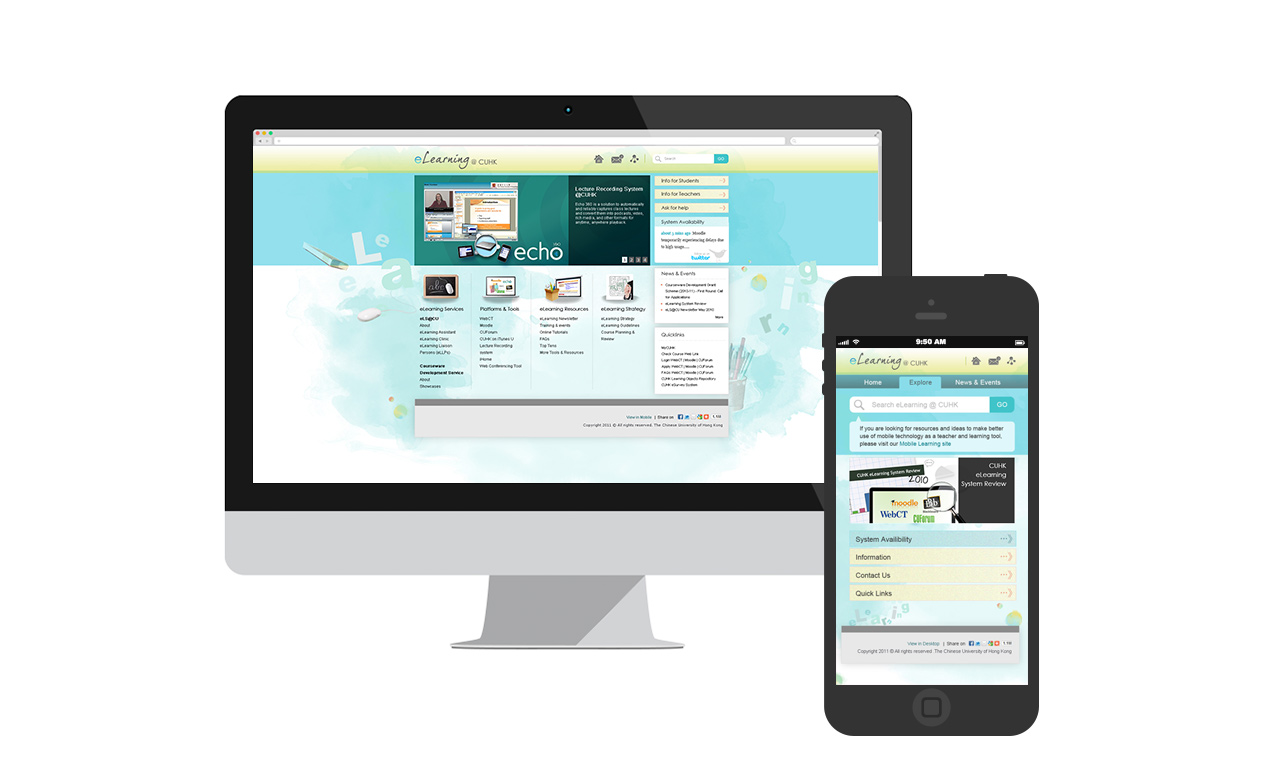 eLearning @ CUHK
Search
GO
Lecture Recording System
@CUHK
Echo 360 is a solution to automatically
and reliably captures class lectures
and convert them into podcasts, vokes,
rich media, and other formats for
anytime, anywhere playback.
Introduction
echo
1 2 3 4
Info for Students
Info for Teachers
Ask for help
System Availability
about 3 mins ago Moodle
temporarily experiencing delays due
to high usage....
twitter
eLea
ing
rn
abc
eLearning Services
eLS@CU
About
eLearning Assistant
eLearning Clinic
eLearning Liaison
Persons (eLLPs)
Courseware
Development Service
About
Showcases
Platforms & Tools
WebCT
Moodle
CUForum
CUHK on iTunes U
Lecture Recording
system
iHome
Web Conferencing Tool
eLearning Resources
eLearning Newsletter
Training & events
Online Tutorials
FAQs
Top Tens
More Tools & Resources
eLearning Strategy
eLearning Strategy
eLearning Guidelines
Course Planning &
Review
News & Events
Courseware Development Grant
Scheme (2010-11) - First Round: Call
for Applications
eLearning System Review
eLS@CU Newsletter May 2010
More
Quicklinks
MyCUHK
Check Course Web Link
Login WebCT | Moodle | CUForum
Apply WebCT | Moodle | CUForum
FAQs WebCT | Moodle | CUForum
CUHK Learning Objects Repository
CUHK eSurvey System
View in Mobile | Share on
Copyright 2011 © All rights reserved. The Chinese University of Hong Kong
9:50 AM
eLearning @ CUHK
Home
Explore
News & Events
Search eLearning @ CUHK
GO
If you are looking for resources and ideas to make better
use of mobile technology as a teacher and learning tool,
please visit our Mobile Learning site
CUHK eLearning System Review
2010
moodle
WebCT
CUForum
CUHK
eLearning
System Review
System Availibility
Information
Contact Us
Quick Links
eLearning
View in Desktop | Share on
Copyright 2011 © All rights reserved. The Chinese University of Hong Kong